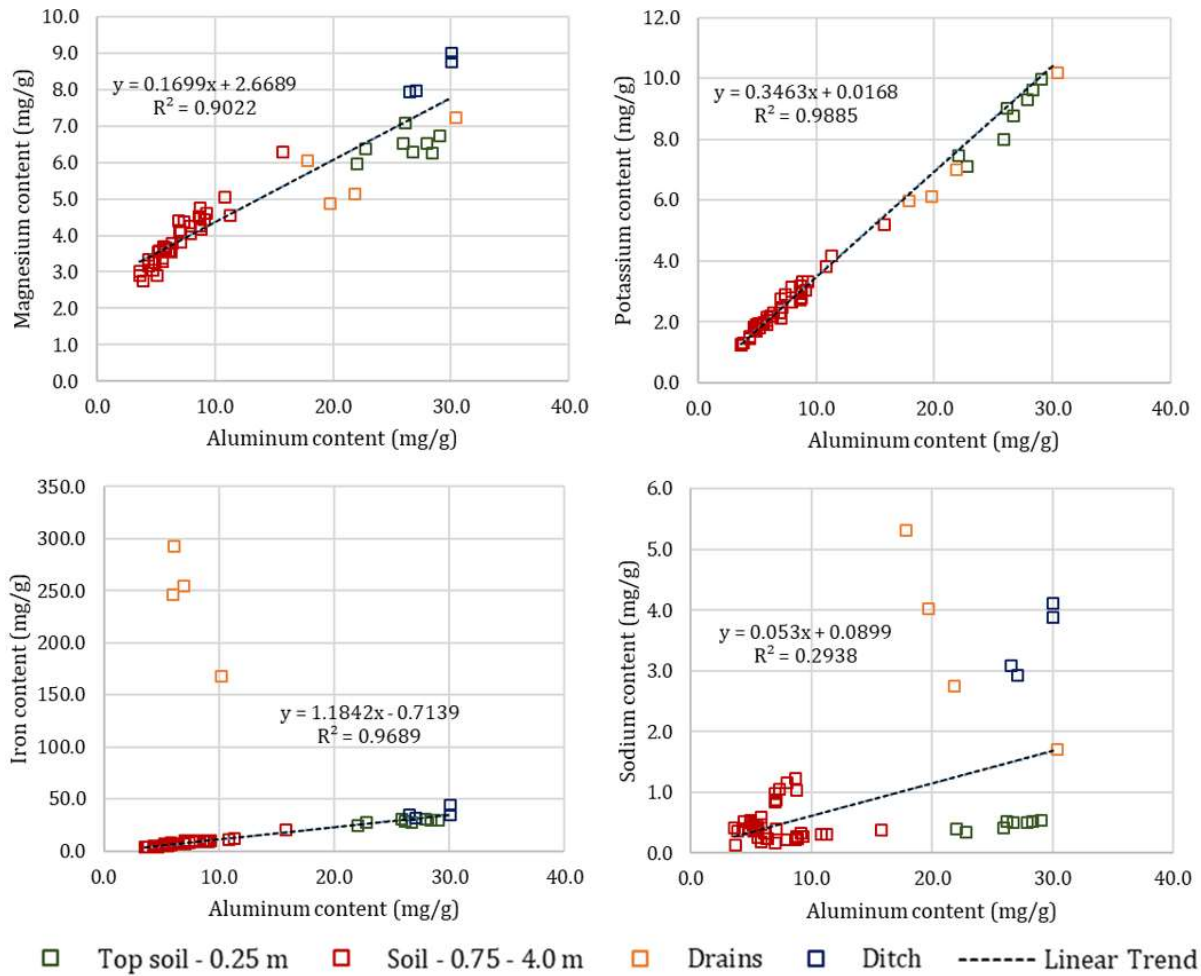 10.0
9.0
8.0
7.0
6.0
5.0
4.0
3.0
2.0
1.0
0.0
Magnesium content (mg/g)
y = 0.1699x + 2.6689
R² = 0.9022
0.0 10.0 20.0 30.0 40.0
Aluminum content (mg/g)
12.0
10.0
8.0
6.0
4.0
2.0
0.0
Potassium content (mg/g)
y = 0.3463x + 0.0168
R² = 0.9885
0.0 10.0 20.0 30.0 40.0
Aluminum content (mg/g)
350.0
300.0
250.0
200.0
150.0
100.0
50.0
0.0
Iron content (mg/g)
y = 1.1842x - 0.7139
R² = 0.9689
0.0 10.0 20.0 30.0 40.0
Aluminum content (mg/g)
6.0
5.0
4.0
3.0
2.0
1.0
0.0
Sodium content (mg/g)
y = 0.053x + 0.0899
R² = 0.2938
0.0 10.0 20.0 30.0 40.0
Aluminum content (mg/g)
Top soil - 0.25 m Soil - 0.75 - 4.0 m Drains Ditch Linear Trend